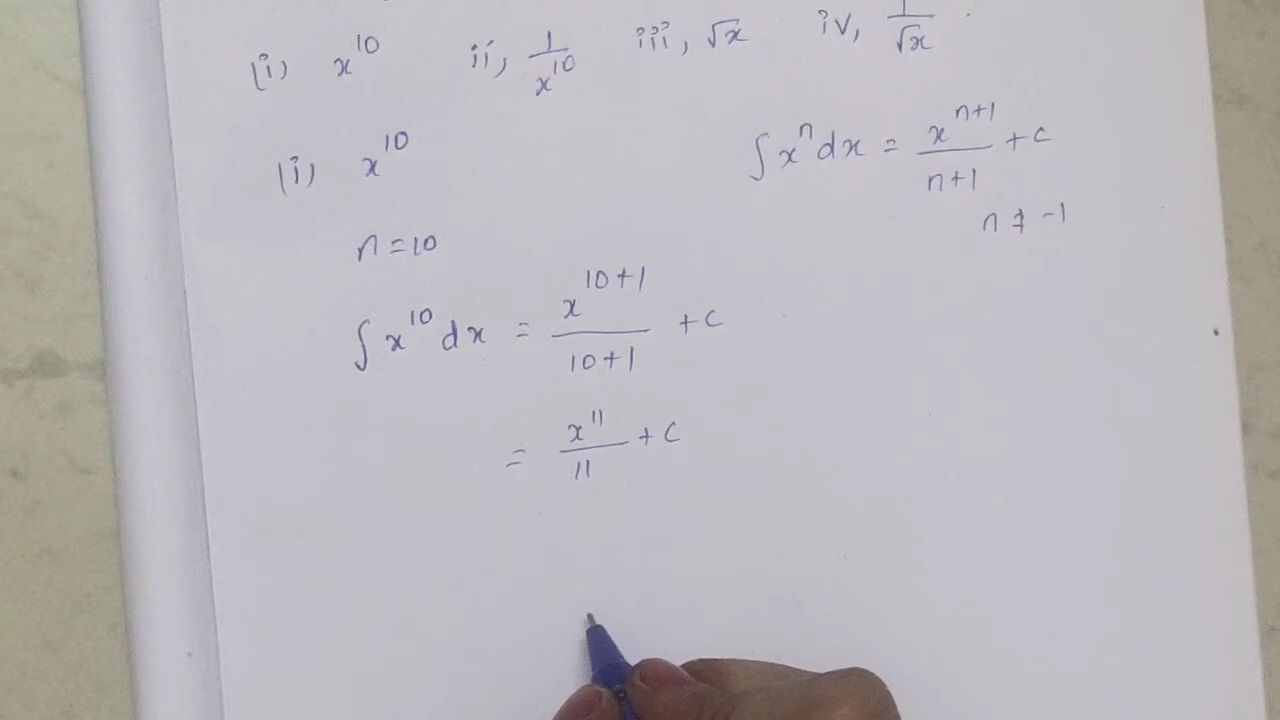 (i) x^10 ii, 1/x^10 iii, √x iv, 1/√x .
(i) x^10
∫ x^n dx = x^(n+1)/(n+1) + c
n ≠ -1
n = 10
∫ x^10 dx = x^(10+1)/(10+1) + c
= x^11/11 + c